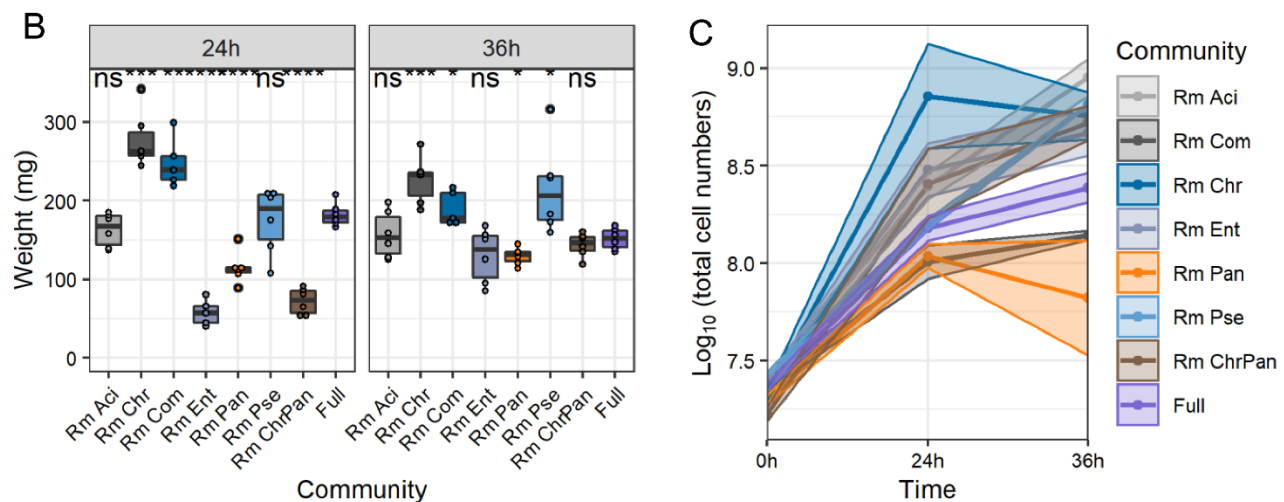 B
24h
36h
ns
***
***
****
****
ns
****
ns
***
*
ns
*
*
ns
Weight (mg)
300
200
100
0
Rm Aci
Rm Chr
Rm Com
Rm Ent
Rm Pan
Rm Pse
Rm ChrPan
Full
Rm Aci
Rm Chr
Rm Com
Rm Ent
Rm Pan
Rm Pse
Rm ChrPan
Full
Community
C
Log10 (total cell numbers)
9.0
8.5
8.0
7.5
0h
24h
36h
Time
Community
Rm Aci
Rm Com
Rm Chr
Rm Ent
Rm Pan
Rm Pse
Rm ChrPan
Full